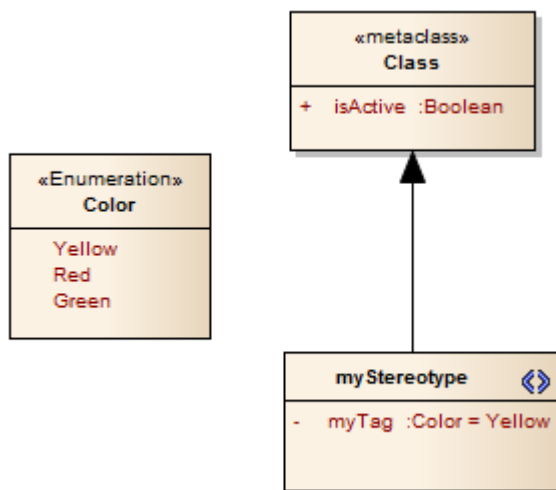 «metaclass»
Class
+ isActive :Boolean
«Enumeration»
Color
Yellow
Red
Green
myStereotype
- myTag :Color = Yellow